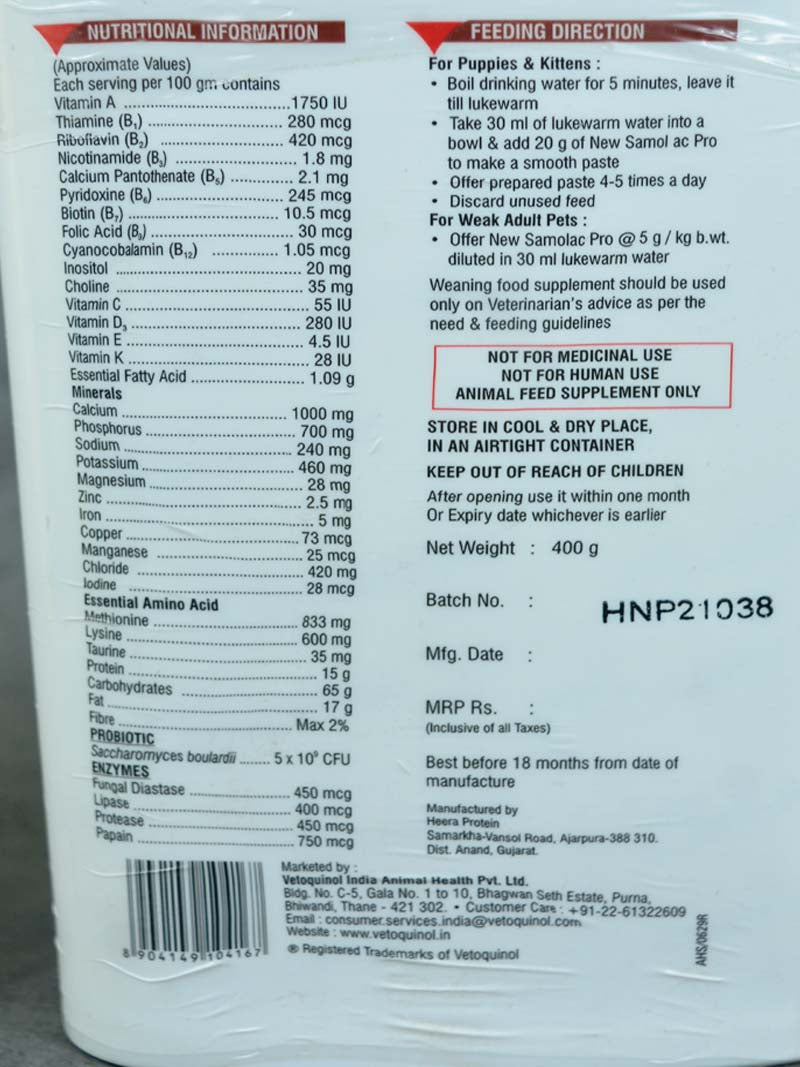 NUTRITIONAL INFORMATION
(Approximate Values)
Each serving per 100 gm contains
Vitamin A ....................1750 IU
Thiamine (B₁) .................... 280 mcg
Riboflavin (B₂) .................... 420 mcg
Nicotinamide (B₃) .................... 1.8 mg
Calcium Pantothenate (B₅) ............. 2.1 mg
Pyridoxine (B₆) .................... 245 mcg
Biotin (B₇) .................... 10.5 mcg
Folic Acid (B₉) .................... 30 mcg
Cyanocobalamin (B₁₂) ............... 1.05 mcg
Inositol .................... 20 mg
Choline .................... 35 mg
Vitamin C .................... 55 IU
Vitamin D₃ .................... 280 IU
Vitamin E .................... 4.5 IU
Vitamin K .................... 28 IU
Essential Fatty Acid .................... 1.09 g
Minerals
Calcium .................... 1000 mg
Phosphorus .................... 700 mg
Sodium .................... 240 mg
Potassium .................... 460 mg
Magnesium .................... 28 mg
Zinc .................... 2.5 mg
Iron .................... 5 mg
Copper .................... 73 mcg
Manganese .................... 25 mcg
Chloride .................... 420 mg
Iodine .................... 28 mcg
Essential Amino Acid
Methionine .................... 833 mg
Lysine .................... 600 mg
Taurine .................... 35 mg
Protein .................... 15 g
Carbohydrates .................... 65 g
Fat .................... 17 g
Fibre .................... Max 2%
PROBIOTIC
Saccharomyces boulardii ....... 5 x 10⁹ CFU
ENZYMES
Fungal Diastase .................... 450 mcg
Lipase .................... 400 mcg
Protease .................... 450 mcg
Papain .................... 750 mcg
FEEDING DIRECTION
For Puppies & Kittens :
• Boil drinking water for 5 minutes, leave it
till lukewarm
• Take 30 ml of lukewarm water into a
bowl & add 20 g of New Samol ac Pro
to make a smooth paste
• Offer prepared paste 4-5 times a day
• Discard unused feed
For Weak Adult Pets :
• Offer New Samolac Pro @ 5 g / kg b.wt.
diluted in 30 ml lukewarm water
Weaning food supplement should be used
only on Veterinarian's advice as per the
need & feeding guidelines
NOT FOR MEDICINAL USE
NOT FOR HUMAN USE
ANIMAL FEED SUPPLEMENT ONLY
STORE IN COOL & DRY PLACE,
IN AN AIRTIGHT CONTAINER
KEEP OUT OF REACH OF CHILDREN
After opening use it within one month
Or Expiry date whichever is earlier
Net Weight : 400 g
Batch No. : HNP21038
Mfg. Date :
MRP Rs. :
(Inclusive of all Taxes)
Best before 18 months from date of
manufacture
Manufactured by
Heera Protein
Samarkha-Vansol Road, Ajarpura-388 310.
Dist. Anand, Gujarat.
Marketed by :
Vetoquinol India Animal Health Pvt. Ltd.
Bldg. No. C-5, Gala No. 1 to 10, Bhagwan Seth Estate, Purna,
Bhiwandi, Thane - 421 302. • Customer Care : +91-22-61322609
Email : consumer.services.india@vetoquinol.com
Website : www.vetoquinol.in
® Registered Trademarks of Vetoquinol
8 904149 104167
AHS/0629R